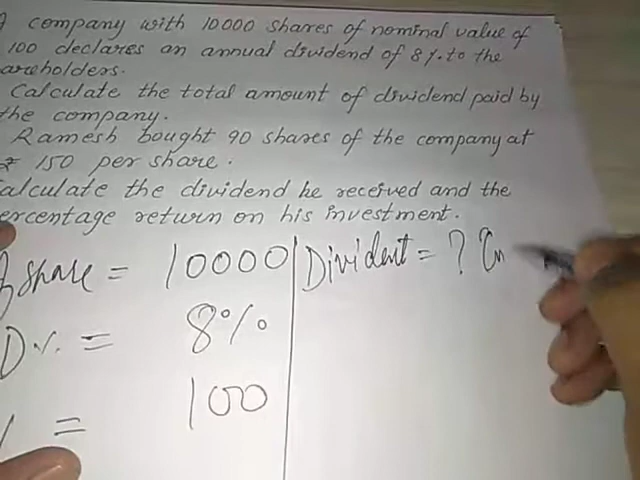 company with 10000 shares of nominal value of
100 declares an annual dividend of 8% to the
areholders.
Calculate the total amount of dividend paid by
the company.
Ramesh bought 90 shares of the company at
₹ 150 per share.
alculate the dividend he received and the
ercentage return on his investment.
share = 10000 Divident = ?
D% = 8%
= 100